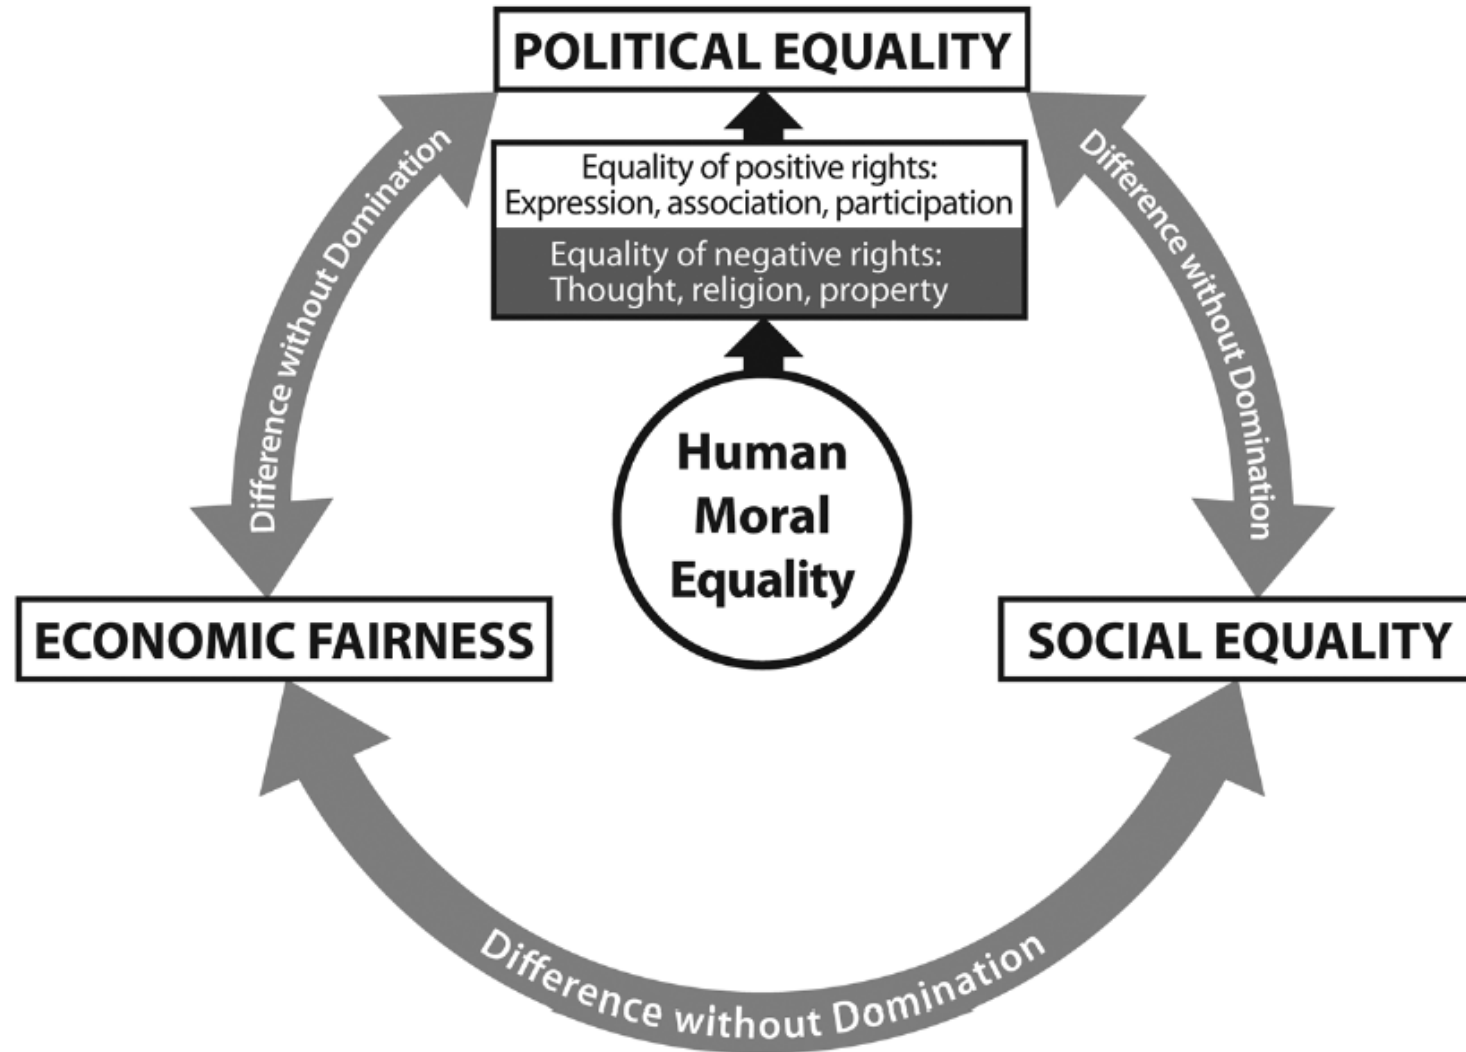 POLITICAL EQUALITY
Equality of positive rights:
Expression, association, participation
Equality of negative rights:
Thought, religion, property
Difference without Domination
Difference without Domination
Human
Moral
Equality
ECONOMIC FAIRNESS
SOCIAL EQUALITY
Difference without Domination